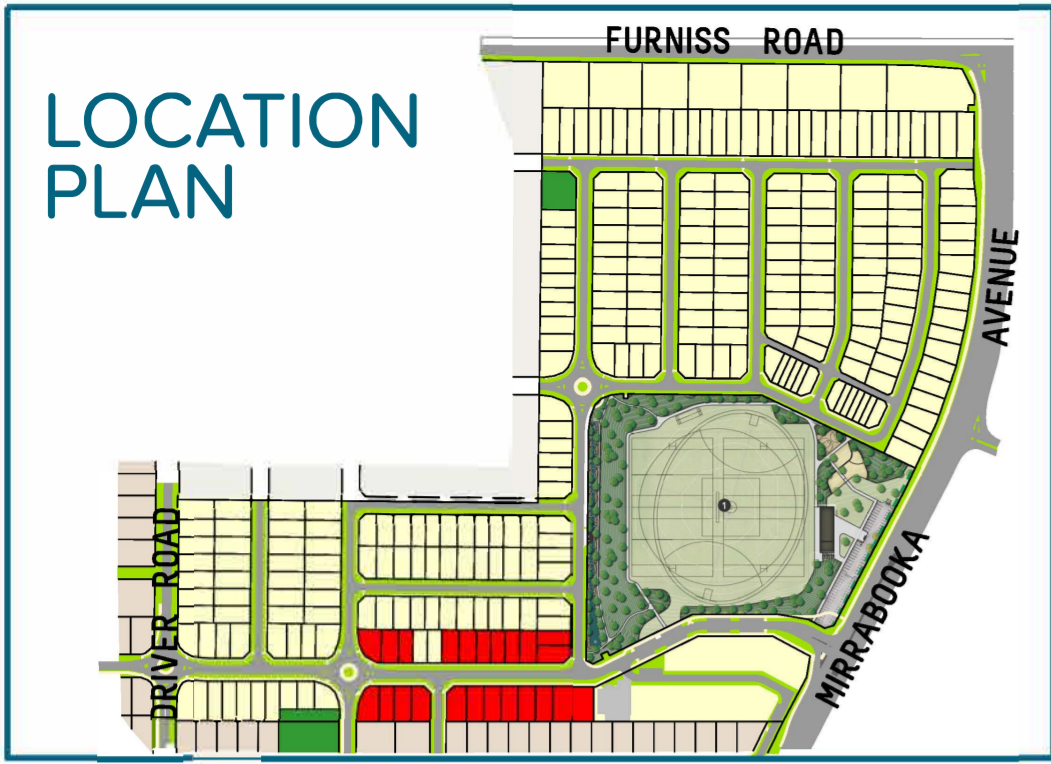 FURNISS ROAD
LOCATION
PLAN
AVENUE
1
DRIVER ROAD
MIRRABOOKA